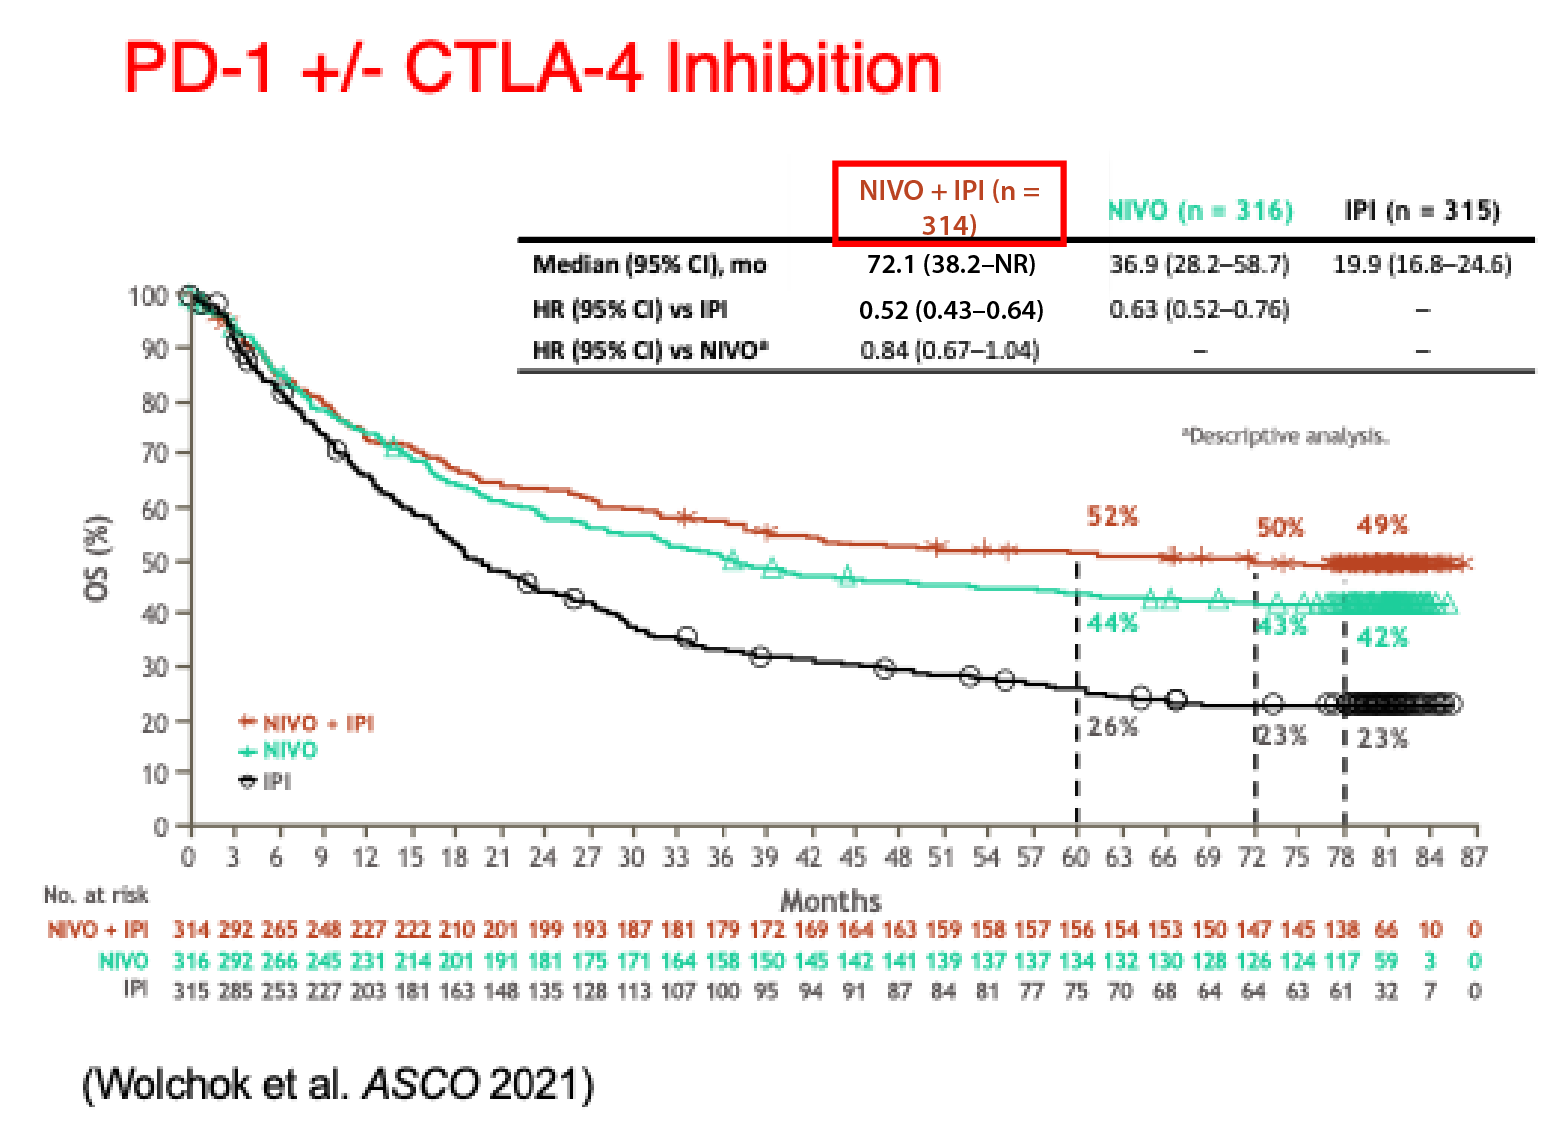 PD-1 +/- CTLA-4 Inhibition
NIVO + IPI (n = 314) NIVO (n = 316) IPI (n = 315)
Median (95% CI), mo 72.1 (38.2–NR) 36.9 (28.2–58.7) 19.9 (16.8–24.6)
HR (95% CI) vs IPI 0.52 (0.43–0.64) 0.63 (0.52–0.76) –
HR (95% CI) vs NIVOᵃ 0.84 (0.67–1.04) – –
ᵃDescriptive analysis.
OS (%)
100
90
80
70
60
50
40
30
20
10
0
52% 50% 49%
44% 43% 42%
26% 23% 23%
NIVO + IPI
NIVO
IPI
0 3 6 9 12 15 18 21 24 27 30 33 36 39 42 45 48 51 54 57 60 63 66 69 72 75 78 81 84 87
Months
No. at risk
NIVO + IPI 314 292 265 248 227 222 210 201 199 193 187 181 179 172 169 164 163 159 158 157 156 154 153 150 147 145 138 66 10 0
NIVO 316 292 266 245 231 214 201 191 181 175 171 164 158 150 145 142 141 139 137 137 134 132 130 128 126 124 117 59 3 0
IPI 315 285 253 227 203 181 163 148 135 128 113 107 100 95 94 91 87 84 81 77 75 70 68 64 64 63 61 32 7 0
(Wolchok et al. ASCO 2021)